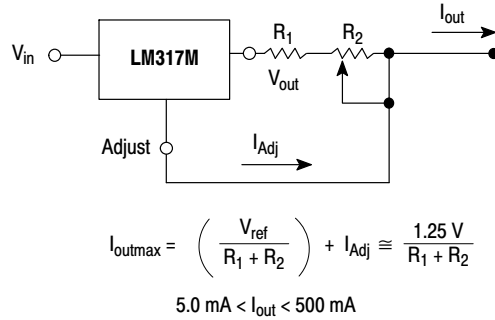 I_out
R_1 R_2
V_in LM317M
V_out
Adjust I_Adj
I_outmax = ( V_ref / R_1 + R_2 ) + I_Adj ≅ 1.25 V / R_1 + R_2
5.0 mA < I_out < 500 mA